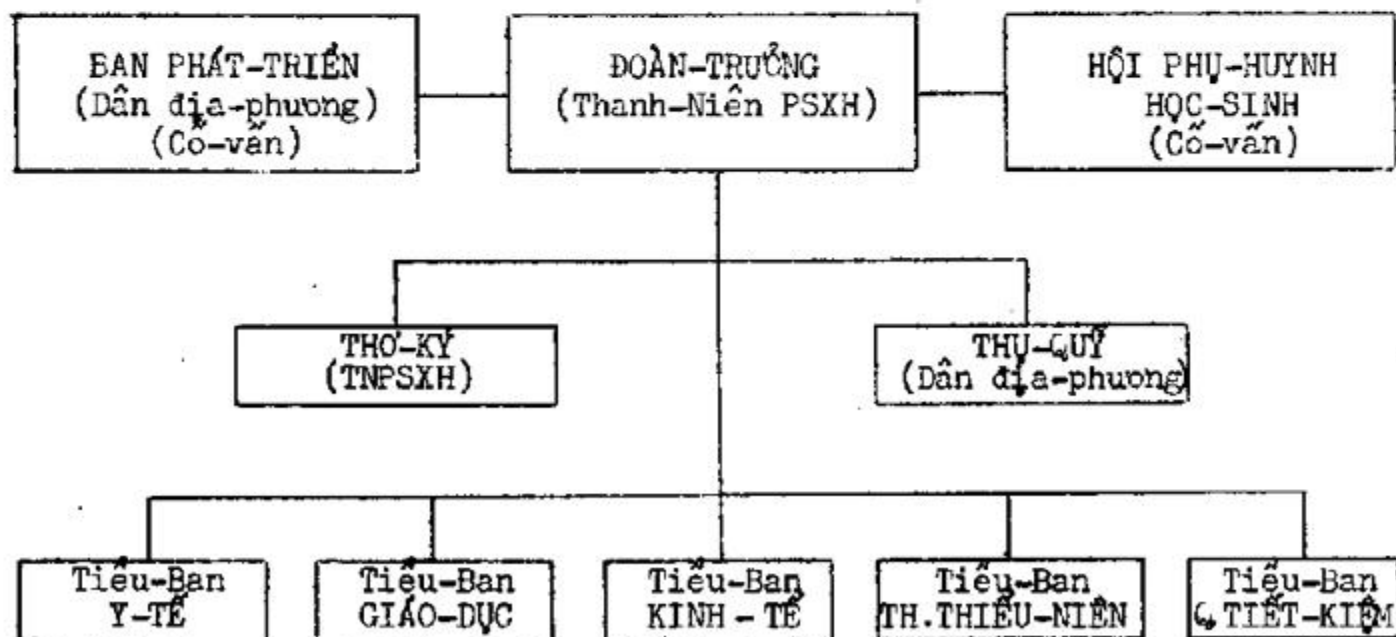 BAN PHÁT-TRIỂN
(Dân địa-phương)
(Cố-vấn)
ĐOÀN-TRƯỞNG
(Thanh-Niên PSXH)
HỘI PHỤ-HUYNH
HỌC-SINH
(Cố-vấn)
THƠ-KÝ
(TNPSXH)
THỤ-QUỸ
(Dân địa-phương)
Tiểu-Ban
Y-TẾ
Tiểu-Ban
GIÁO-DỤC
Tiểu-Ban
KINH-TẾ
Tiểu-Ban
TH.THIẾU-NIÊN
Tiểu-Ban
Q TIẾT-KIỆM